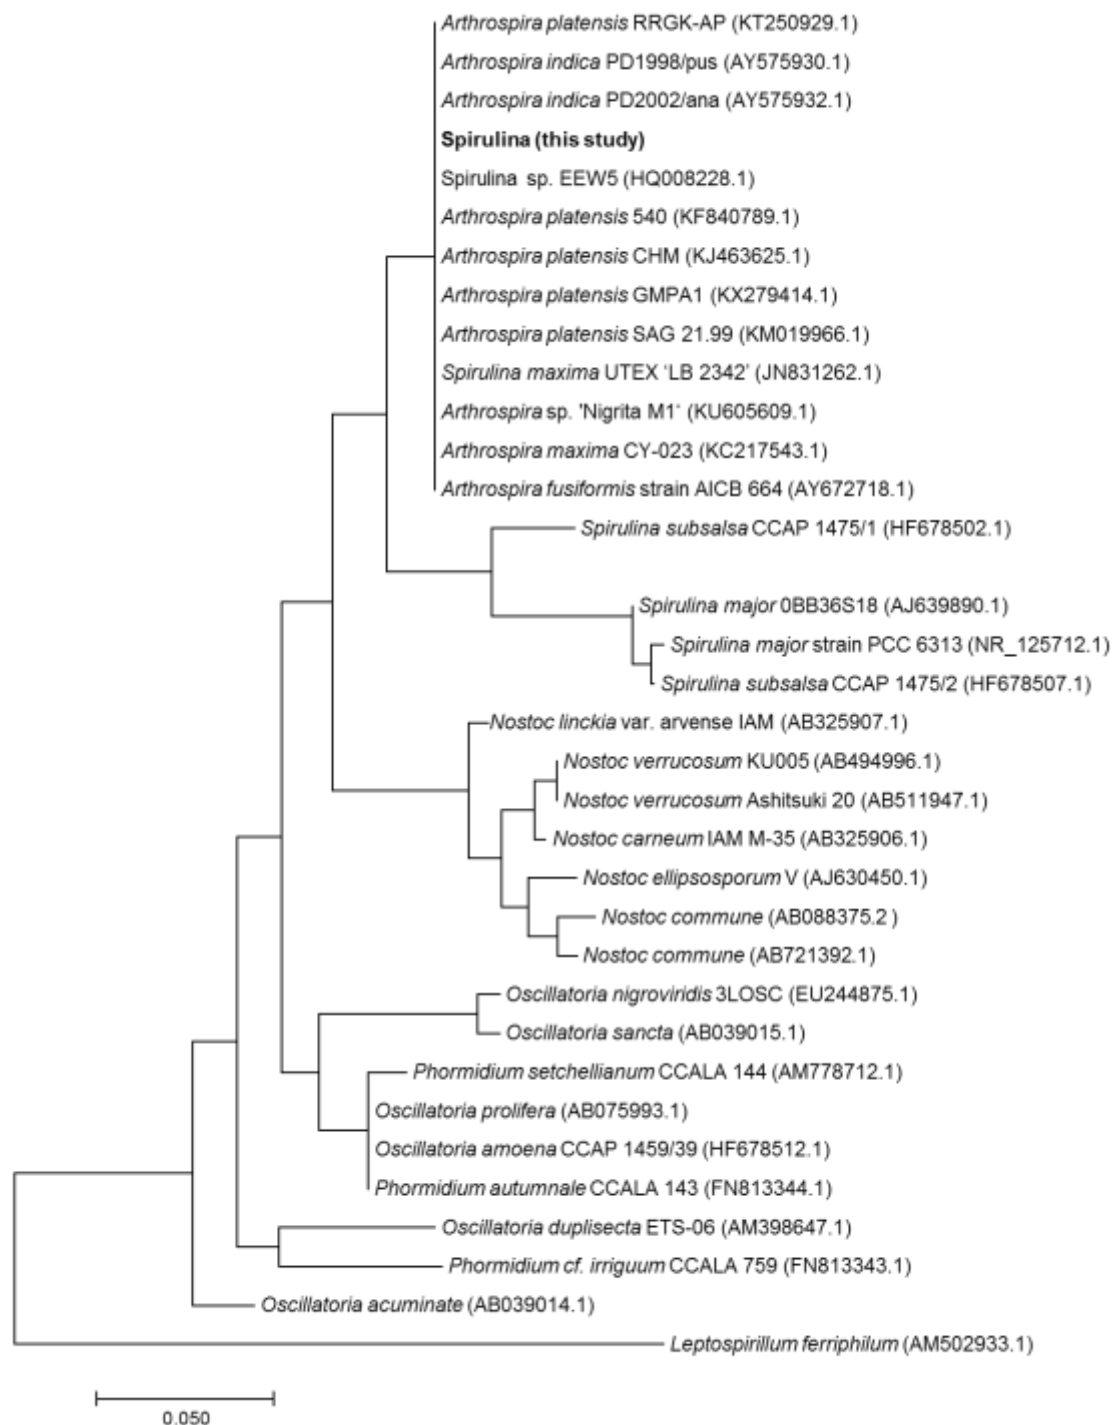 Arthrospira platensis RRGK-AP (KT250929.1)
Arthrospira indica PD1998/pus (AY575930.1)
Arthrospira indica PD2002/ana (AY575932.1)
Spirulina (this study)
Spirulina sp. EEW5 (HQ008228.1)
Arthrospira platensis 540 (KF840789.1)
Arthrospira platensis CHM (KJ463625.1)
Arthrospira platensis GMPA1 (KX279414.1)
Arthrospira platensis SAG 21.99 (KM019966.1)
Spirulina maxima UTEX ‘LB 2342’ (JN831262.1)
Arthrospira sp. 'Nigrita M1‘ (KU605609.1)
Arthrospira maxima CY-023 (KC217543.1)
Arthrospira fusiformis strain AICB 664 (AY672718.1)
Spirulina subsalsa CCAP 1475/1 (HF678502.1)
Spirulina major 0BB36S18 (AJ639890.1)
Spirulina major strain PCC 6313 (NR_125712.1)
Spirulina subsalsa CCAP 1475/2 (HF678507.1)
Nostoc linckia var. arvense IAM (AB325907.1)
Nostoc verrucosum KU005 (AB494996.1)
Nostoc verrucosum Ashitsuki 20 (AB511947.1)
Nostoc carneum IAM M-35 (AB325906.1)
Nostoc ellipsosporum V (AJ630450.1)
Nostoc commune (AB088375.2 )
Nostoc commune (AB721392.1)
Oscillatoria nigroviridis 3LOSC (EU244875.1)
Oscillatoria sancta (AB039015.1)
Phormidium setchellianum CCALA 144 (AM778712.1)
Oscillatoria prolifera (AB075993.1)
Oscillatoria amoena CCAP 1459/39 (HF678512.1)
Phormidium autumnale CCALA 143 (FN813344.1)
Oscillatoria duplisecta ETS-06 (AM398647.1)
Phormidium cf. irriguum CCALA 759 (FN813343.1)
Oscillatoria acuminate (AB039014.1)
Leptospirillum ferriphilum (AM502933.1)
0.050